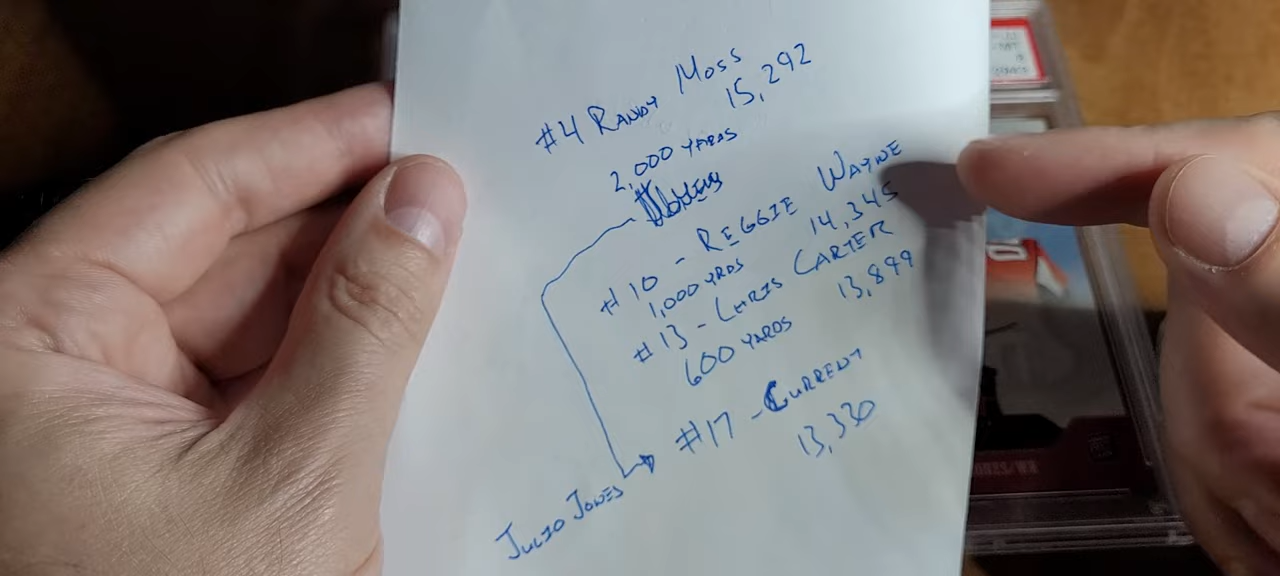 #4 RANDY MOSS
15,292
2,000 YARDS
#10 - REGGIE WAYNE
1,000 YRDS 14,345
#13 - CHRIS CARTER
600 YARDS 13,899
#17 - CURRENT
13,330
JULIO JONES